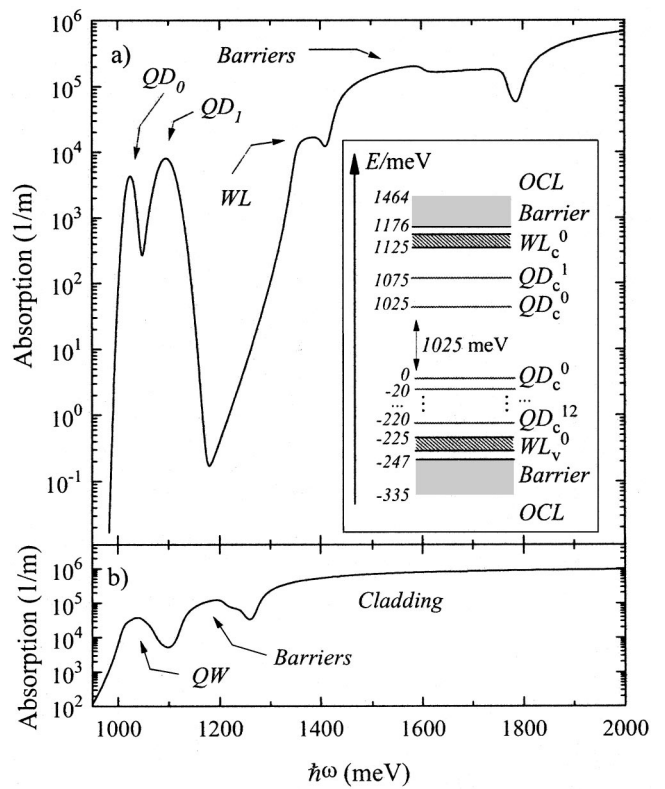 a)
Absorption (1/m)
10^6
10^5
10^4
10^3
10^2
10^1
10^0
10^-1
QD_0
QD_1
WL
Barriers
E/meV
OCL
1464
Barrier
1176
WL_c^0
1125
1075 QD_c^1
1025 QD_c^0
1025 meV
0 QD_c^0
-20
... ...
-220 QD_c^12
-225
WL_v^0
-247
Barrier
-335
OCL
b)
Absorption (1/m)
10^6
10^5
10^4
10^3
10^2
QW
Barriers
Cladding
1000 1200 1400 1600 1800 2000
ħω (meV)